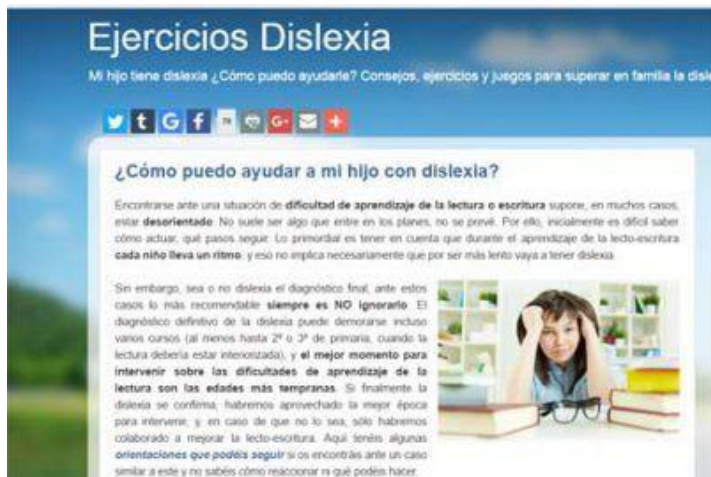 Ejercicios Dislexia
Mi hijo tiene dislexia ¿Cómo puedo ayudarle? Consejos, ejercicios y juegos para superar en familia la disle
¿Cómo puedo ayudar a mi hijo con dislexia?
Encontrarse ante una situación de dificultad de aprendizaje de la lectura o escritura supone, en muchos casos,
estar desorientado. No suele ser algo que entre en los planes, no se prevé. Por ello, inicialmente es difícil saber
cómo actuar, qué pasos seguir. Lo primordial es tener en cuenta que durante el aprendizaje de la lecto-escritura
cada niño lleva un ritmo, y eso no implica necesariamente que por ser más lento vaya a tener dislexia.
Sin embargo, sea o no dislexia el diagnóstico final, ante estos
casos lo más recomendable siempre es NO ignorarlo. El
diagnóstico definitivo de la dislexia puede demorarse incluso
varios cursos (al menos hasta 2º o 3º de primaria, cuando la
lectura debería estar interiorizada), y el mejor momento para
intervenir sobre las dificultades de aprendizaje de la
lectura son las edades más tempranas. Si finalmente la
dislexia se confirma, habremos aprovechado la mejor época
para intervenir, y en caso de que no lo sea, sólo habremos
colaborado a mejorar la lecto-escritura. Aquí tenéis algunas
orientaciones que podéis seguir si os encontráis ante un caso
similar a este y no sabéis cómo reaccionar ni qué podéis hacer.